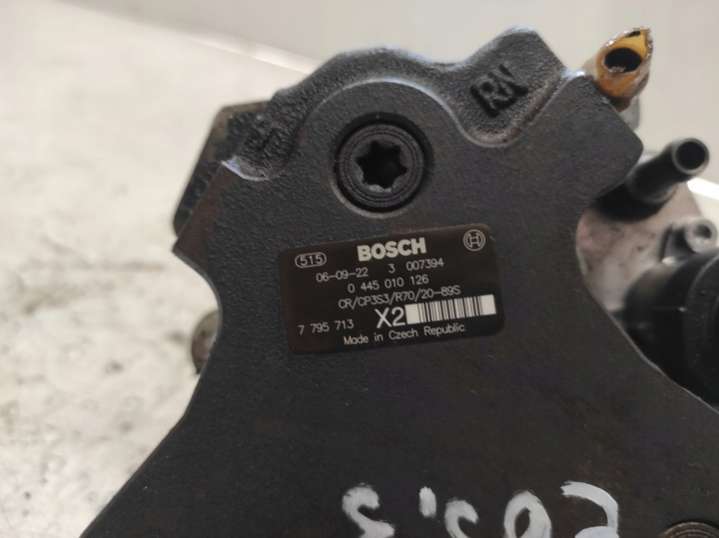 RN
515 BOSCH
06-09-22 3 007394
0 445 010 126
CR/CP3S3/R70/20-89S
7 795 713 X2
Made in Czech Republic